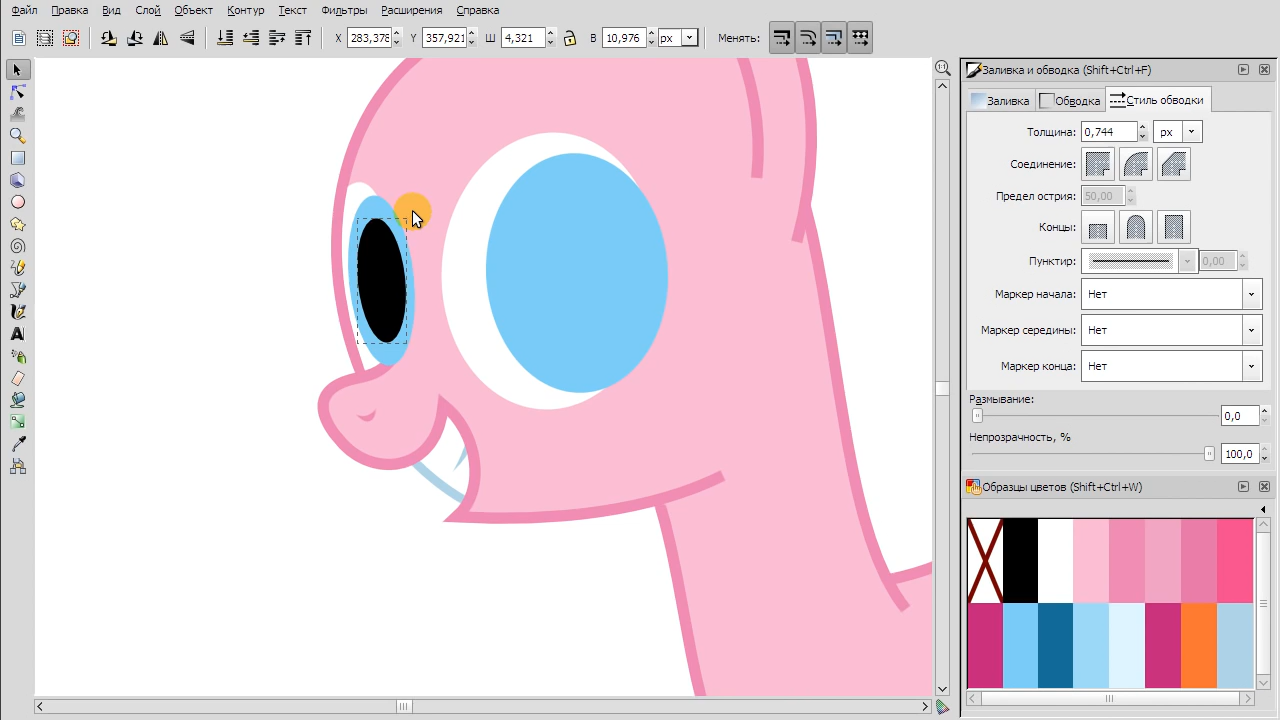 Файл Правка Вид Слой Объект Контур Текст Фильтры Расширения Справка
X 283,378 Y 357,921 Ш 4,321 В 10,976 px Менять:
1:1
Заливка и обводка (Shift+Ctrl+F)
Заливка Обводка Стиль обводки
Толщина: 0,744 px
Соединение:
Предел острия: 50,00
Концы:
Пунктир: 0,00
Маркер начала: Нет
Маркер середины: Нет
Маркер конца: Нет
Размывание:
0,0
Непрозрачность, %
100,0
Образцы цветов (Shift+Ctrl+W)